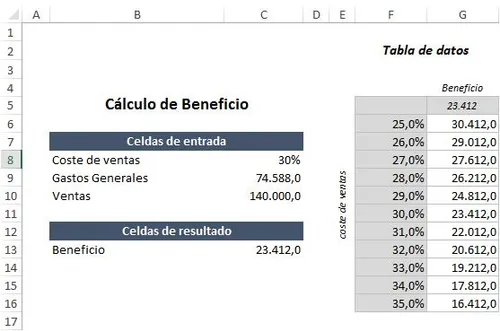 A B C D E F G
1
2 Tabla de datos
3
4 Beneficio
5 Cálculo de Beneficio 23.412
6 25,0% 30.412,0
7 Celdas de entrada 26,0% 29.012,0
8 Coste de ventas 30% 27,0% 27.612,0
9 Gastos Generales 74.588,0 28,0% 26.212,0
10 Ventas 140.000,0 29,0% 24.812,0
11 30,0% 23.412,0
12 Celdas de resultado 31,0% 22.012,0
13 Beneficio 23.412,0 32,0% 20.612,0
14 33,0% 19.212,0
15 34,0% 17.812,0
16 35,0% 16.412,0
17
coste de ventas